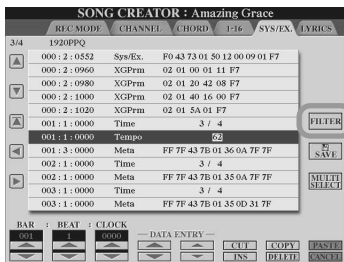 SONG CREATOR : Amazing Grace
REC MODE CHANNEL CHORD 1-16 SYS/EX. LYRICS
3/4 1920PPQ
000 : 2 : 0552 Sys/Ex. F0 43 73 01 50 12 00 09 01 F7
000 : 2 : 0960 XGPrm 02 01 00 01 11 F7
000 : 2 : 0980 XGPrm 02 01 20 42 08 F7
000 : 2 : 1000 XGPrm 02 01 40 16 00 F7
000 : 2 : 1020 XGPrm 02 01 5A 01 F7
001 : 1 : 0000 Time 3 / 4
001 : 1 : 0000 Tempo 62
001 : 3 : 0000 Meta FF 7F 43 7B 01 36 0A 7F 7F
002 : 1 : 0000 Time 3 / 4
002 : 1 : 0000 Meta FF 7F 43 7B 01 35 0A 7F 7F
003 : 1 : 0000 Time 3 / 4
003 : 1 : 0000 Meta FF 7F 43 7B 01 35 0D 31 7F
FILTER
SAVE
MULTI
SELECT
BAR : BEAT : CLOCK
001 1 0000
DATA ENTRY
CUT COPY PASTE
INS DELETE CANCEL